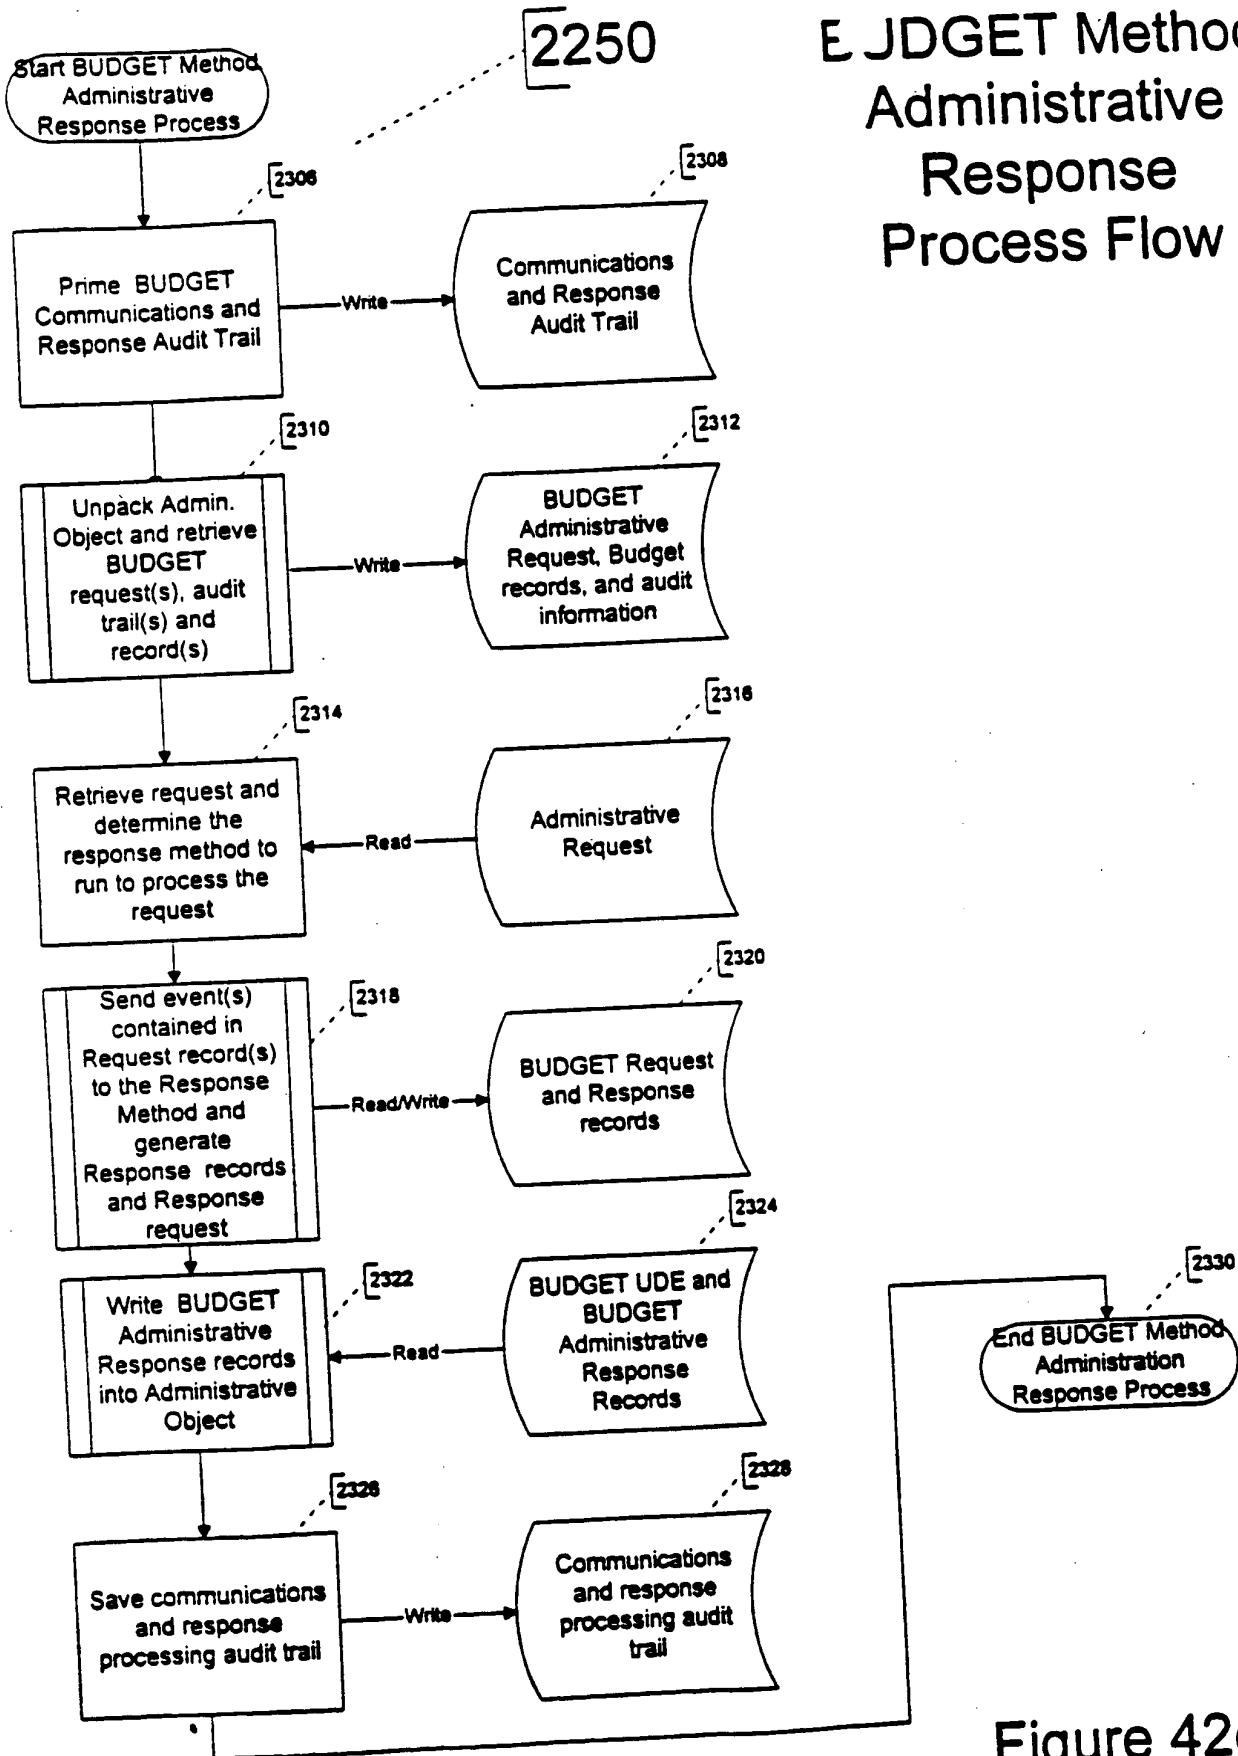 2250
E JDGET Method
Administrative
Response
Process Flow
Start BUDGET Method
Administrative
Response Process
2306
Prime BUDGET
Communications and
Response Audit Trail
Write
2308
Communications
and Response
Audit Trail
2310
Unpack Admin.
Object and retrieve
BUDGET
request(s), audit
trail(s) and
record(s)
Write
2312
BUDGET
Administrative
Request, Budget
records, and audit
information
2314
Retrieve request and
determine the
response method to
run to process the
request
Read
2316
Administrative
Request
2318
Send event(s)
contained in
Request record(s)
to the Response
Method and
generate
Response records
and Response
request
Read/Write
2320
BUDGET Request
and Response
records
2322
Write BUDGET
Administrative
Response records
into Administrative
Object
Read
2324
BUDGET UDE and
BUDGET
Administrative
Response
Records
2326
Save communications
and response
processing audit trail
Write
2328
Communications
and response
processing audit
trail
2330
End BUDGET Method
Administration
Response Process
Figure 42